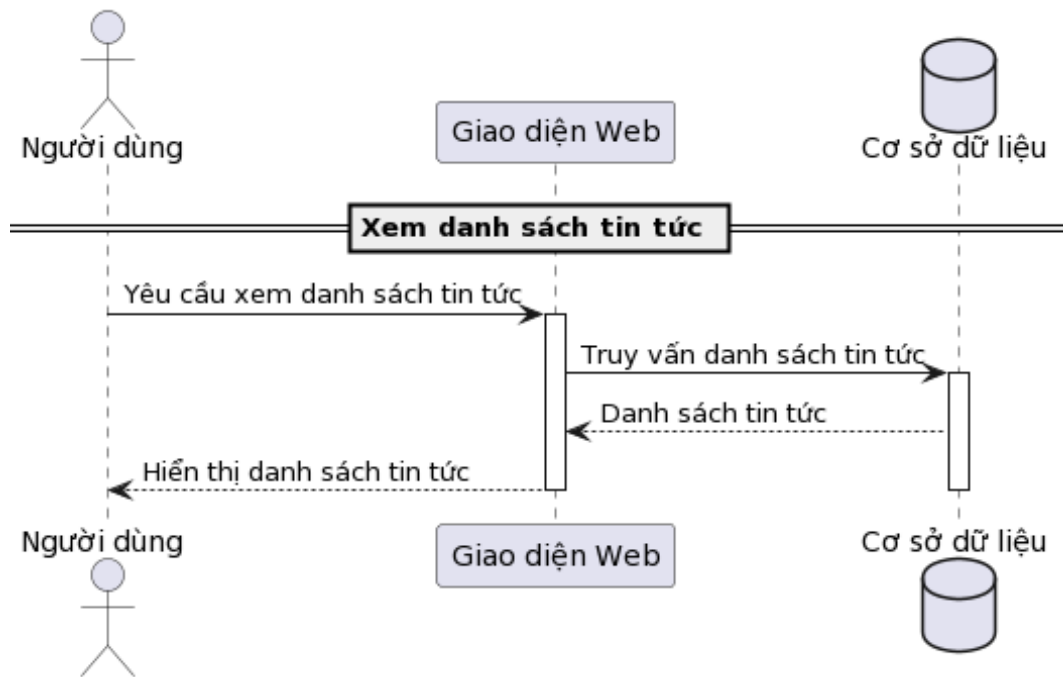 Người dùng
Giao diện Web
Cơ sở dữ liệu
Xem danh sách tin tức
Yêu cầu xem danh sách tin tức
Truy vấn danh sách tin tức
Danh sách tin tức
Hiển thị danh sách tin tức
Người dùng
Giao diện Web
Cơ sở dữ liệu